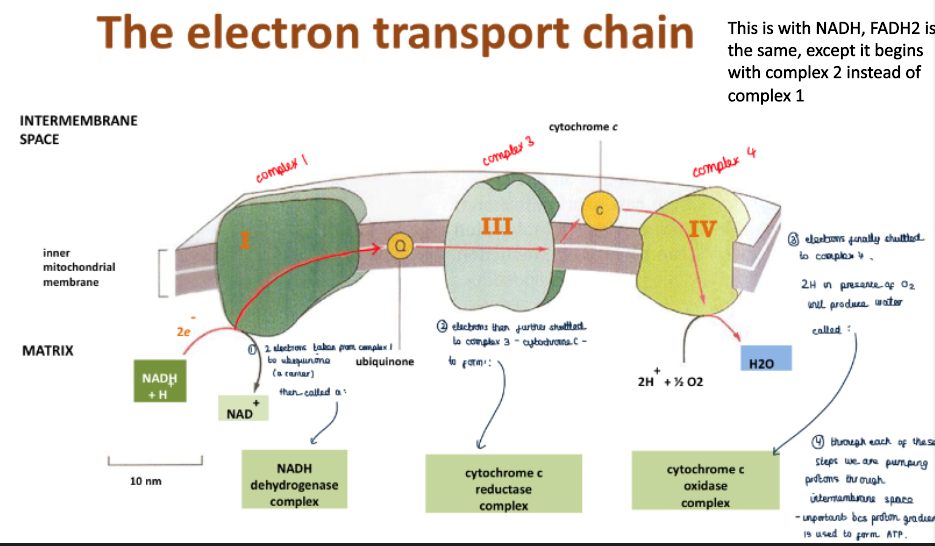 The electron transport chain
This is with NADH, FADH2 is
the same, except it begins
with complex 2 instead of
complex 1
INTERMEMBRANE
SPACE
cytochrome c
complex 1
complex 3
complex 4
I
Q
III
C
IV
inner
mitochondrial
membrane
MATRIX
2e-
NADH
+ H+
NAD+
① 2 electrons taken from complex 1
to ubequinone
(a carrier)
then called a :
ubiquinone
② electrons then further shuttled
to complex 3 - cytochrome C -
to form :
2H+ + ½ O2
H2O
③ electrons finally shuttled
to complex 4 .
2H in presence of O2
will produce water
called :
10 nm
NADH
dehydrogenase
complex
cytochrome c
reductase
complex
cytochrome c
oxidase
complex
④ through each of these
steps we are pumping
protons through
intermembrane space
- important bcs proton gradien
is used to form ATP.